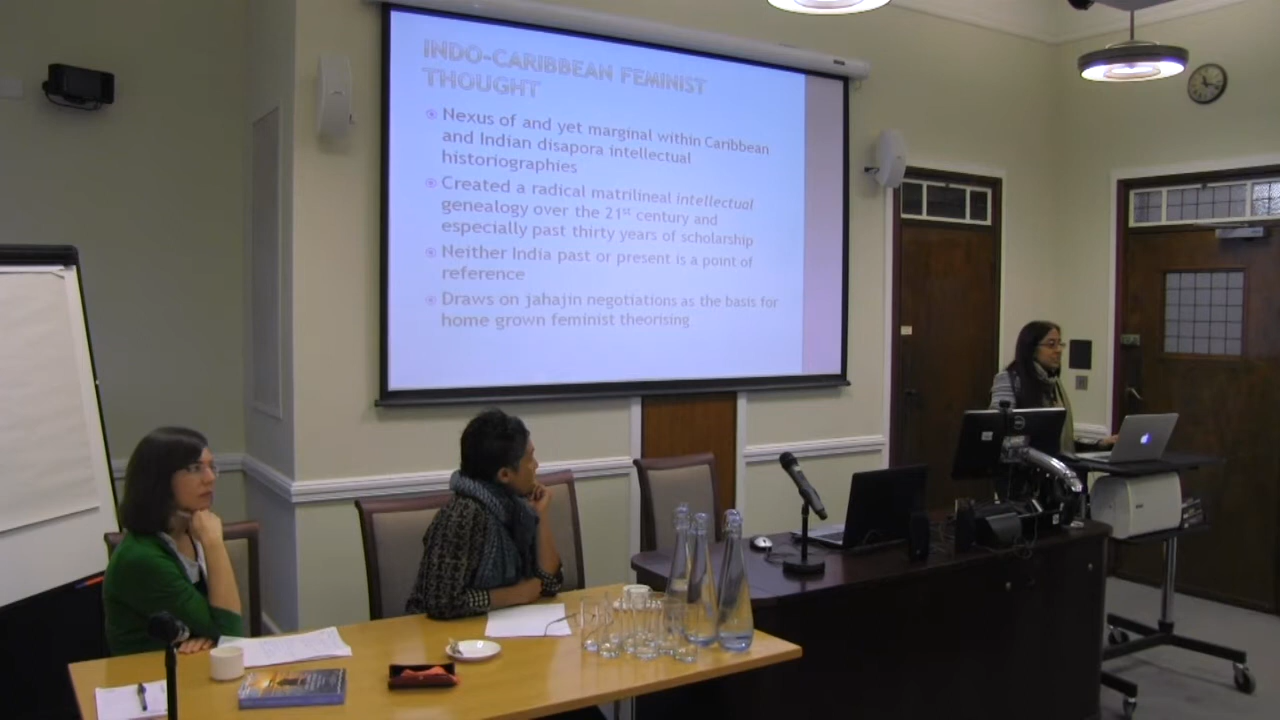 INDO-CARIBBEAN FEMINIST
THOUGHT
Nexus of and yet marginal within Caribbean
and Indian disapora intellectual
historiographies
Created a radical matrilineal intellectual
genealogy over the 21st century and
especially past thirty years of scholarship
Neither India past or present is a point of
reference
Draws on jahajin negotiations as the basis for
home grown feminist theorising